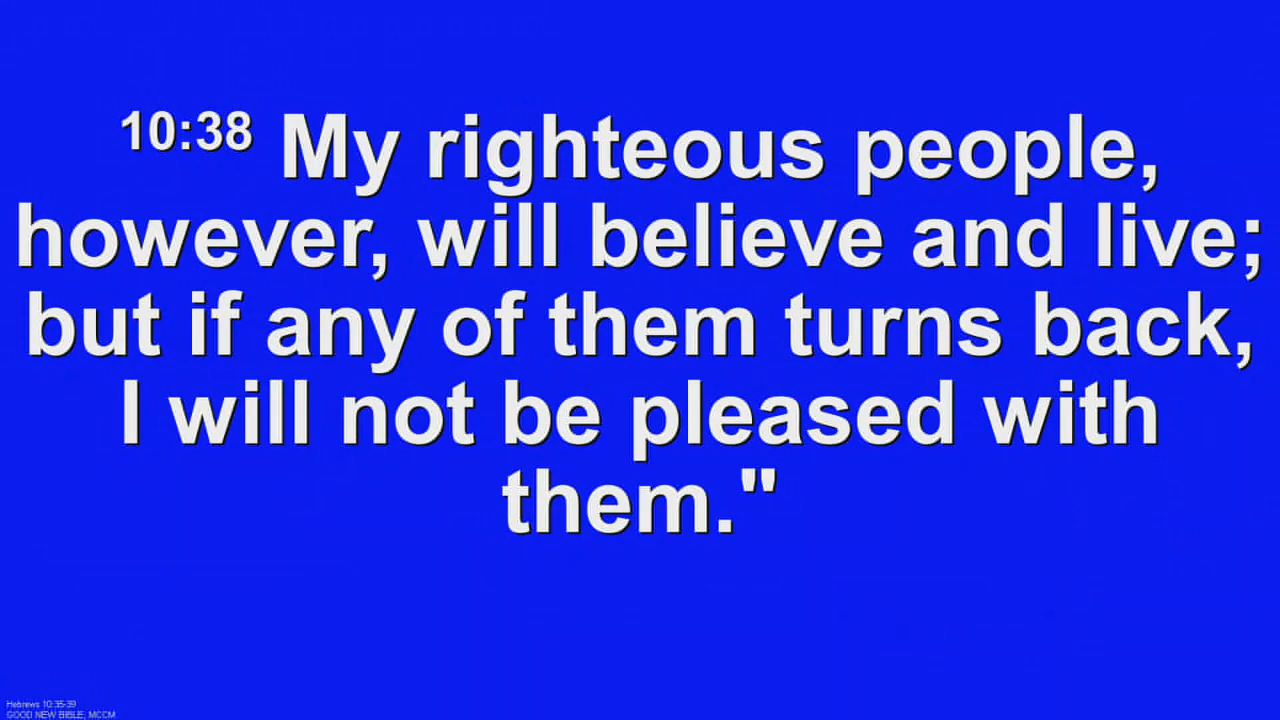 10:38 My righteous people,
however, will believe and live;
but if any of them turns back,
I will not be pleased with
them."
Hebrews 10:35-39
GOOD NEW BIBLE, MCCM